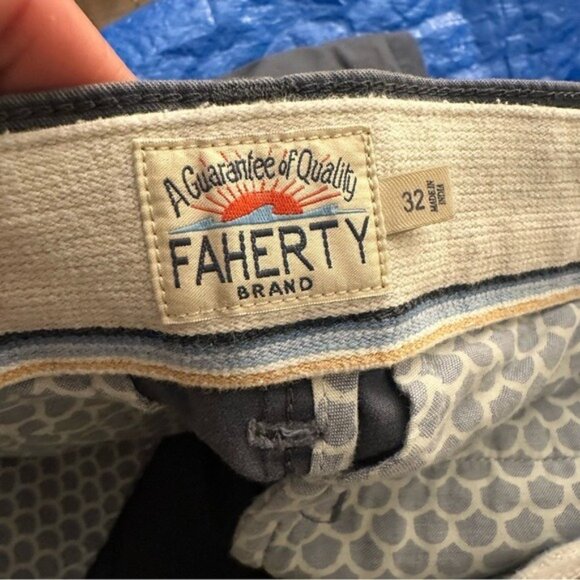 A Guarantee of Quality
FAHERTY
BRAND
32
MADE IN
INDIA